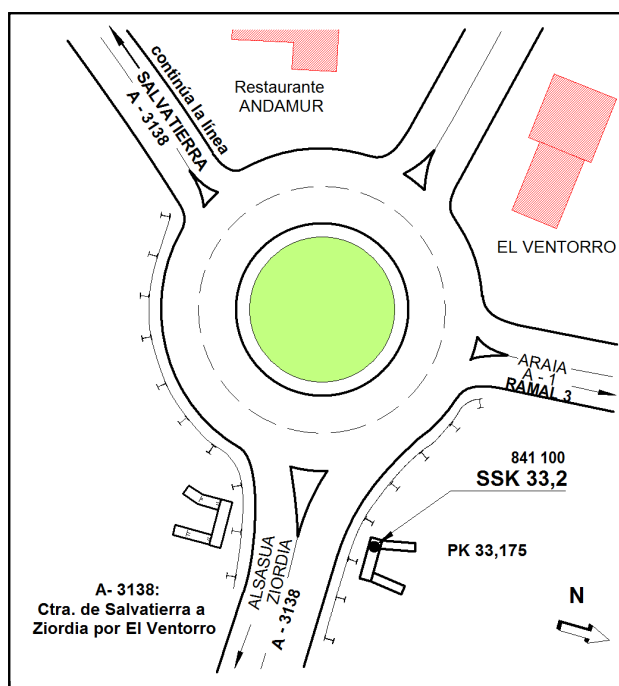 continúa la línea
SALVATIERRA
A - 3138
Restaurante
ANDAMUR
EL VENTORRO
ARAIA
A - 1
RAMAL 3
841 100
SSK 33,2
PK 33,175
ALSASUA
ZIORDIA
A - 3138
A- 3138:
Ctra. de Salvatierra a
Ziordia por El Ventorro
N